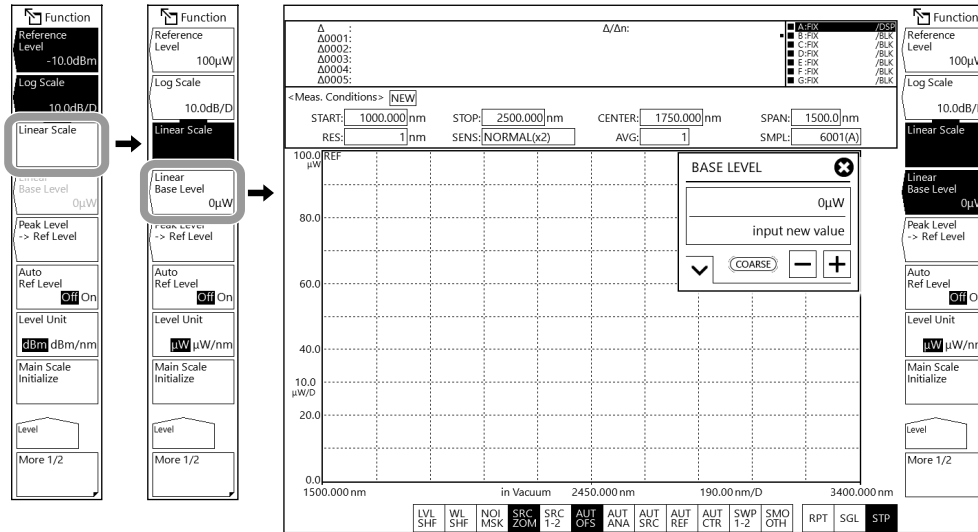 Function
Reference
Level
-10.0dBm
Log Scale
10.0dB/D
Linear Scale
Linear
Base Level
0µW
Peak Level
-> Ref Level
Auto
Ref Level
Off On
Level Unit
dBm dBm/nm
Main Scale
Initialize
Level
More 1/2
Function
Reference
Level
100µW
Log Scale
10.0dB/D
Linear Scale
Linear
Base Level
0µW
Peak Level
-> Ref Level
Auto
Ref Level
Off On
Level Unit
µW µW/nm
Main Scale
Initialize
Level
More 1/2
Δ : Δ/Δn:
Δ0001:
Δ0002:
Δ0003:
Δ0004:
Δ0005:
A:FIX /DSP
B:FIX /BLK
C:FIX /BLK
D:FIX /BLK
E:FIX /BLK
F:FIX /BLK
G:FIX /BLK
<Meas. Conditions> NEW
START: 1000.000 nm STOP: 2500.000 nm CENTER: 1750.000 nm SPAN: 1500.0 nm
RES: 1 nm SENS: NORMAL(x2) AVG: 1 SMPL: 6001(A)
100.0 REF
µW
80.0
60.0
40.0
10.0
µW/D
20.0
0.0
BASE LEVEL
0µW
input new value
COARSE − +
1500.000 nm in Vacuum 2450.000 nm 190.00 nm/D 3400.000 nm
LVL SHF
WL SHF
NOI MSK
SRC ZOM
SRC 1-2
AUT OFS
AUT ANA
AUT SRC
AUT REF
AUT CTR
SWP 1-2
SMO OTH
RPT
SGL
STP
Function
Reference
Level
100µW
Log Scale
10.0dB/
Linear Scale
Linear
Base Level
0µW
Peak Level
-> Ref Level
Auto
Ref Level
Off O
Level Unit
µW µW/nm
Main Scale
Initialize
Level
More 1/2